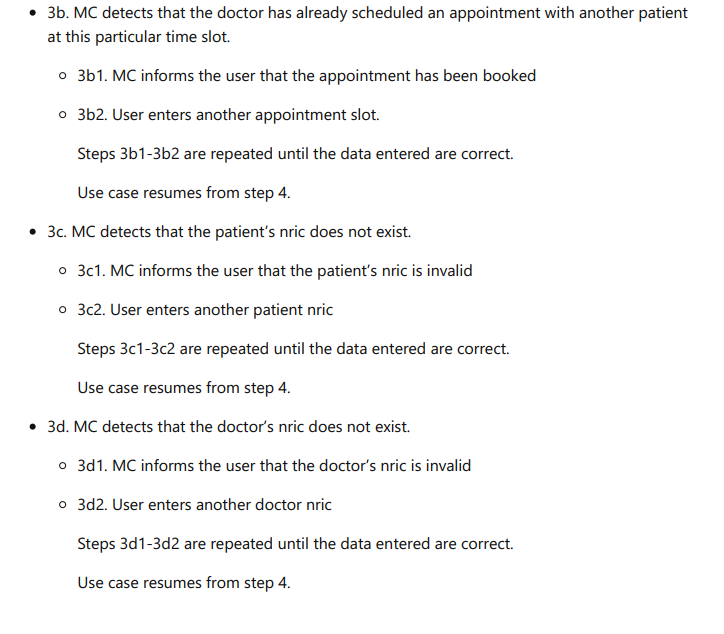 • 3b. MC detects that the doctor has already scheduled an appointment with another patient
at this particular time slot.
◦ 3b1. MC informs the user that the appointment has been booked
◦ 3b2. User enters another appointment slot.
Steps 3b1-3b2 are repeated until the data entered are correct.
Use case resumes from step 4.
• 3c. MC detects that the patient’s nric does not exist.
◦ 3c1. MC informs the user that the patient’s nric is invalid
◦ 3c2. User enters another patient nric
Steps 3c1-3c2 are repeated until the data entered are correct.
Use case resumes from step 4.
• 3d. MC detects that the doctor’s nric does not exist.
◦ 3d1. MC informs the user that the doctor’s nric is invalid
◦ 3d2. User enters another doctor nric
Steps 3d1-3d2 are repeated until the data entered are correct.
Use case resumes from step 4.